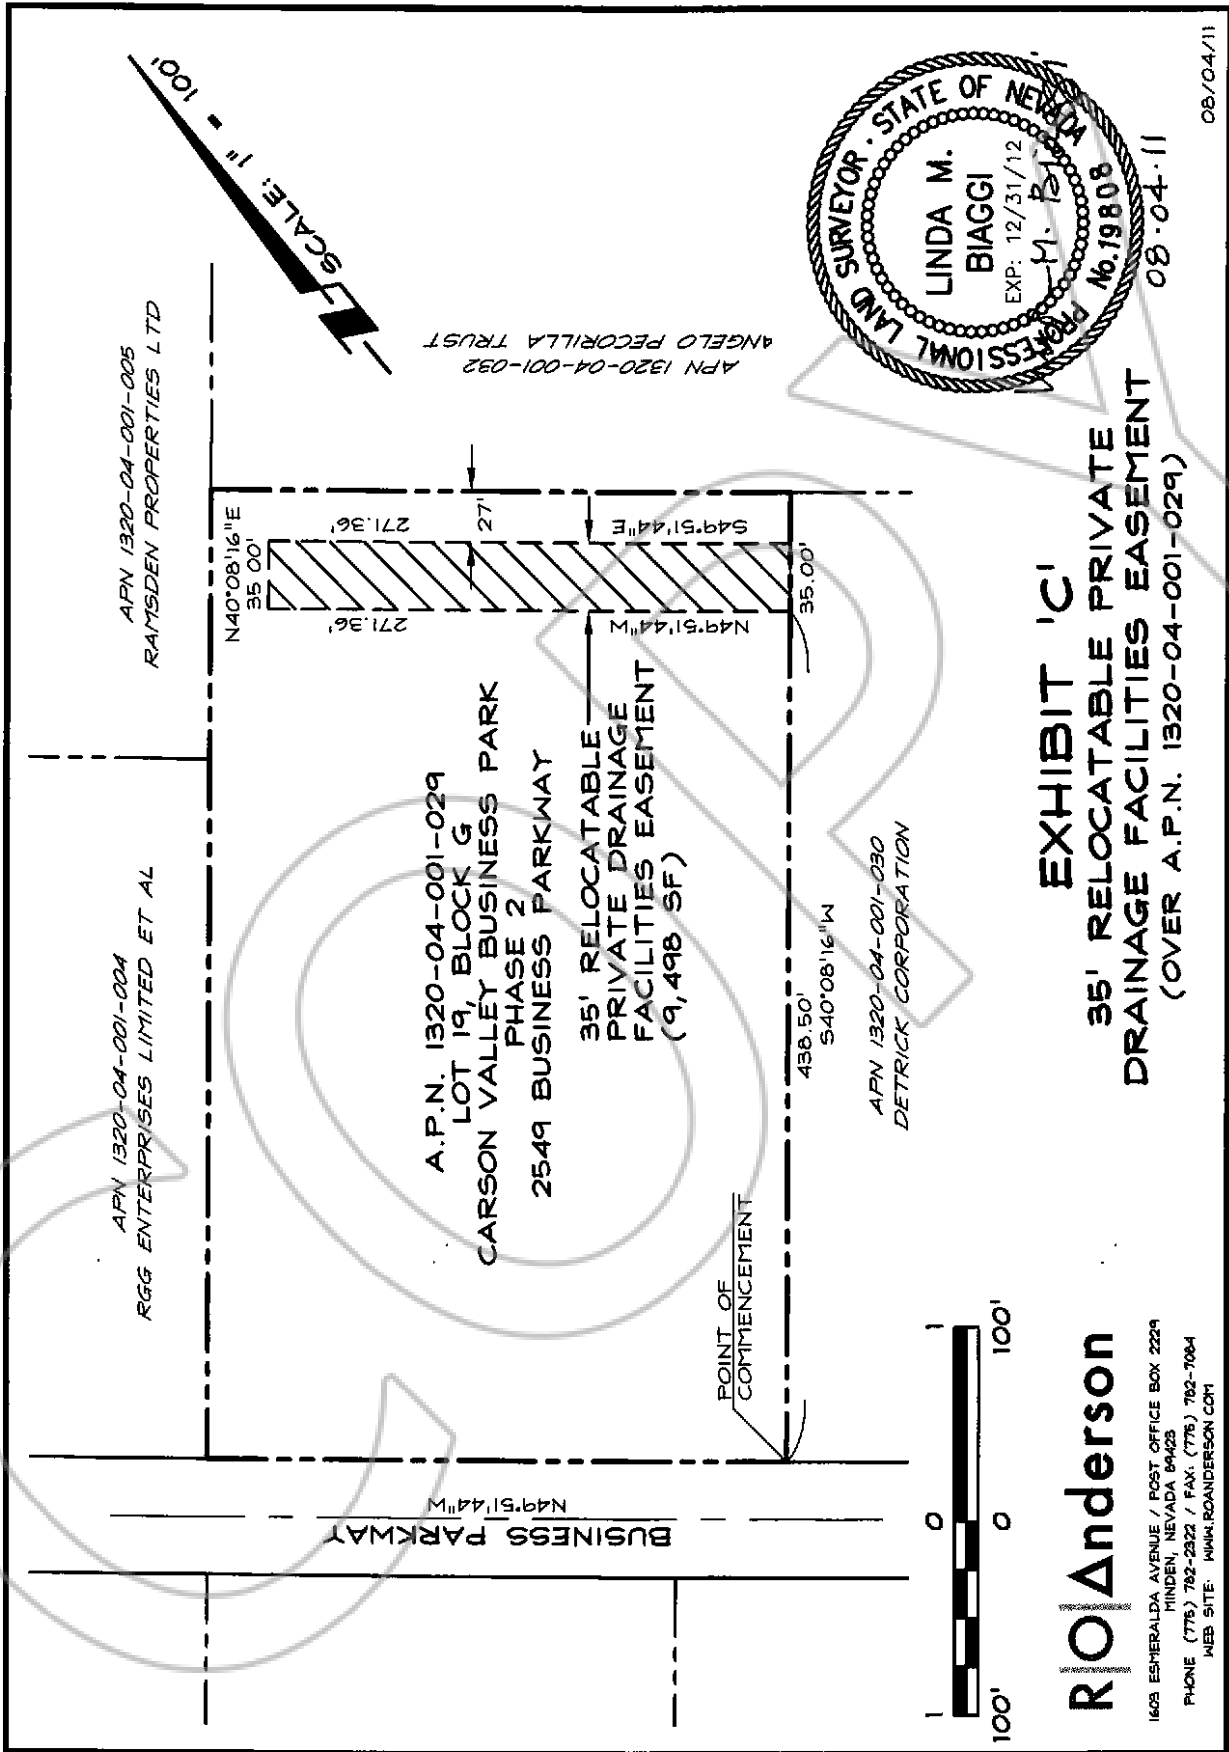 SCALE: 1" = 100'
APN 1320-04-001-004
RGG ENTERPRISES LIMITED ET AL
APN 1320-04-001-005
RAMSDEN PROPERTIES LTD
APN 1320-04-001-032
ANGELO PECORILLA TRUST
N40°08'16"E
35.00'
271.36'
271.36'
27'
N49°51'44"W
S49°51'44"E
35.00'
A.P.N. 1320-04-001-029
LOT 19, BLOCK G
CARSON VALLEY BUSINESS PARK
PHASE 2
2549 BUSINESS PARKWAY
35' RELOCATABLE
PRIVATE DRAINAGE
FACILITIES EASEMENT
(9,498 SF)
BUSINESS PARKWAY
N49°51'44"W
POINT OF
COMMENCEMENT
438.50'
S40°08'16"W
APN 1320-04-001-030
DETRICK CORPORATION
1 0 1
100' 0 100'
EXHIBIT 'C'
35' RELOCATABLE PRIVATE
DRAINAGE FACILITIES EASEMENT
(OVER A.P.N. 1320-04-001-029)
PROFESSIONAL LAND SURVEYOR · STATE OF NEVADA
LINDA M.
BIAGGI
EXP: 12/31/12
No. 19808
08·04·11
R|O|Anderson
1603 ESMERALDA AVENUE / POST OFFICE BOX 2229
MINDEN, NEVADA 89423
PHONE (775) 782-2322 / FAX: (775) 782-7084
WEB SITE: WWW.ROANDERSON.COM
08/04/11
COPY